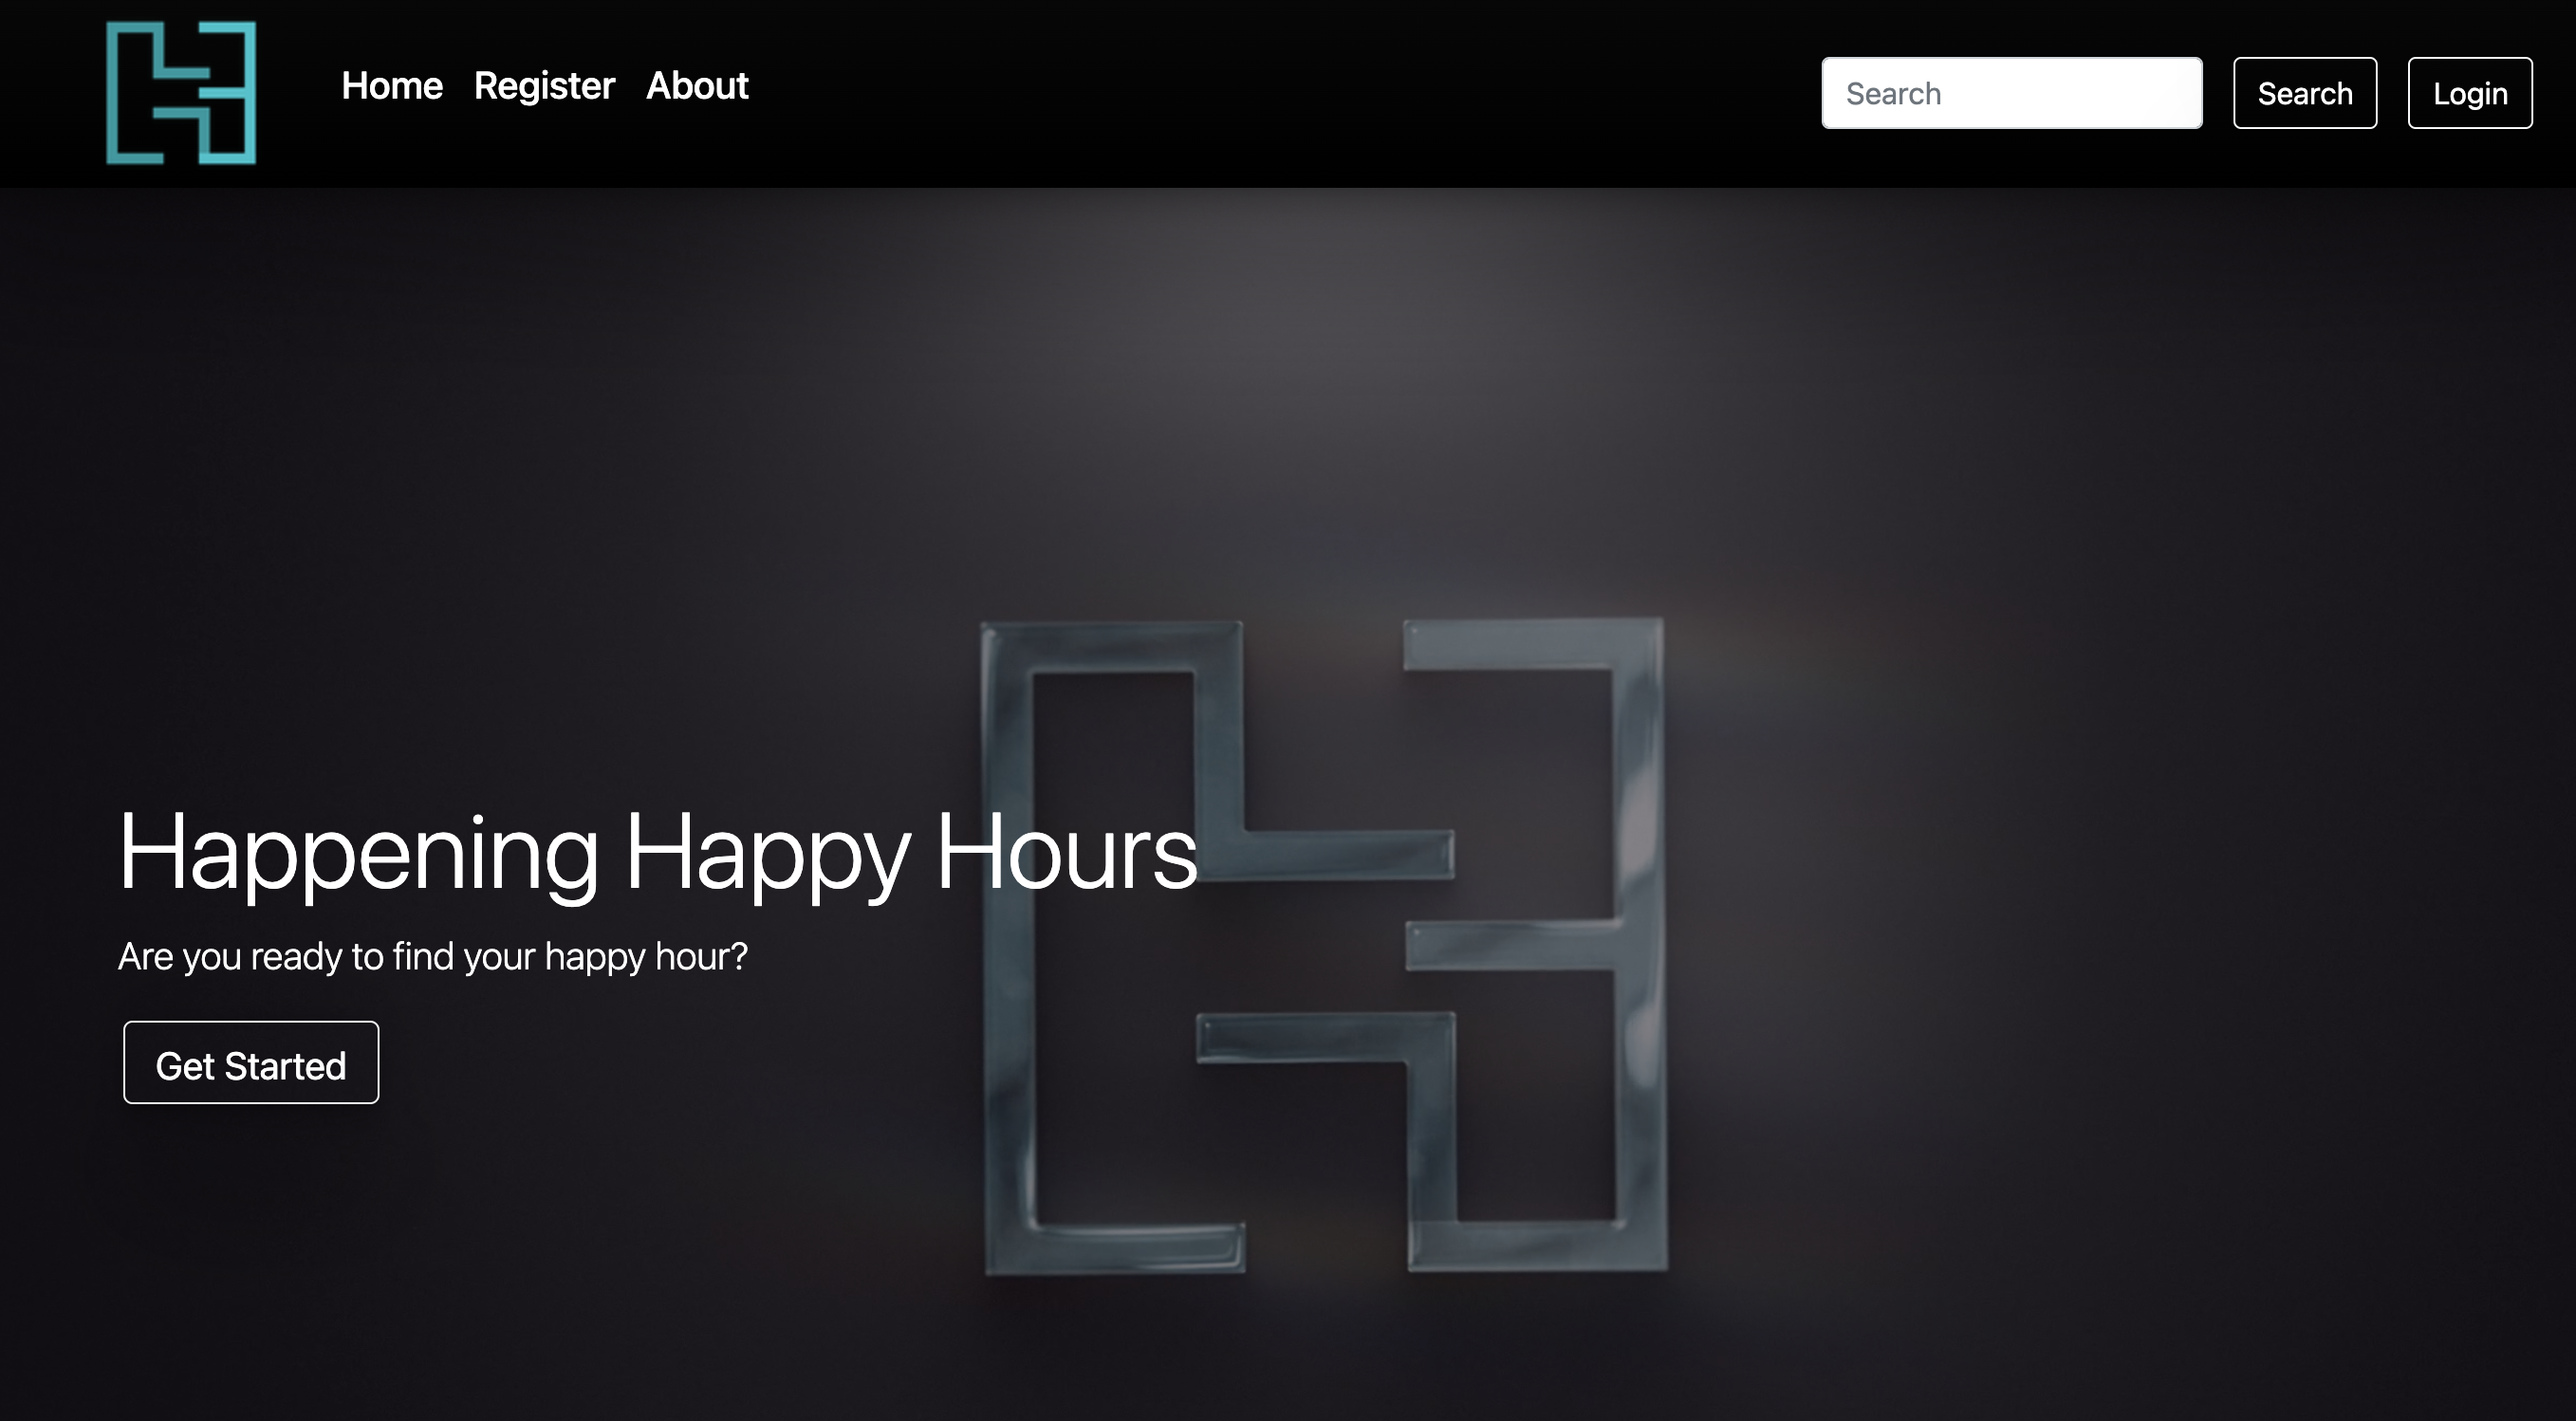 Home Register About
Search Search Login
Happening Happy Hours
Are you ready to find your happy hour?
Get Started